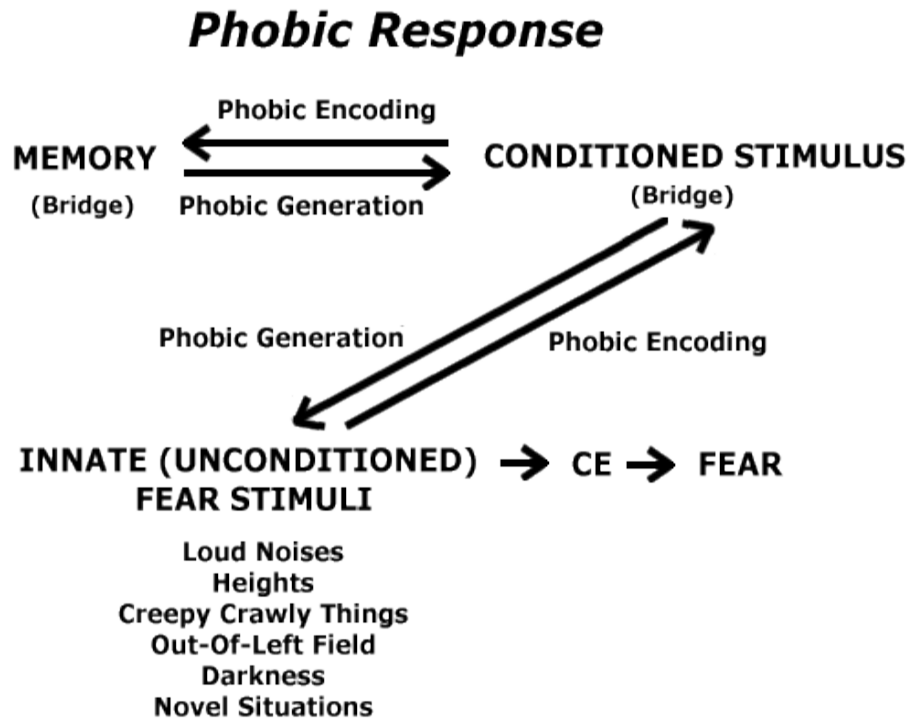 Phobic Response
Phobic Encoding
MEMORY
CONDITIONED STIMULUS
(Bridge)
Phobic Generation
(Bridge)
Phobic Generation
Phobic Encoding
INNATE (UNCONDITIONED)
FEAR STIMULI
CE
FEAR
Loud Noises
Heights
Creepy Crawly Things
Out-Of-Left Field
Darkness
Novel Situations